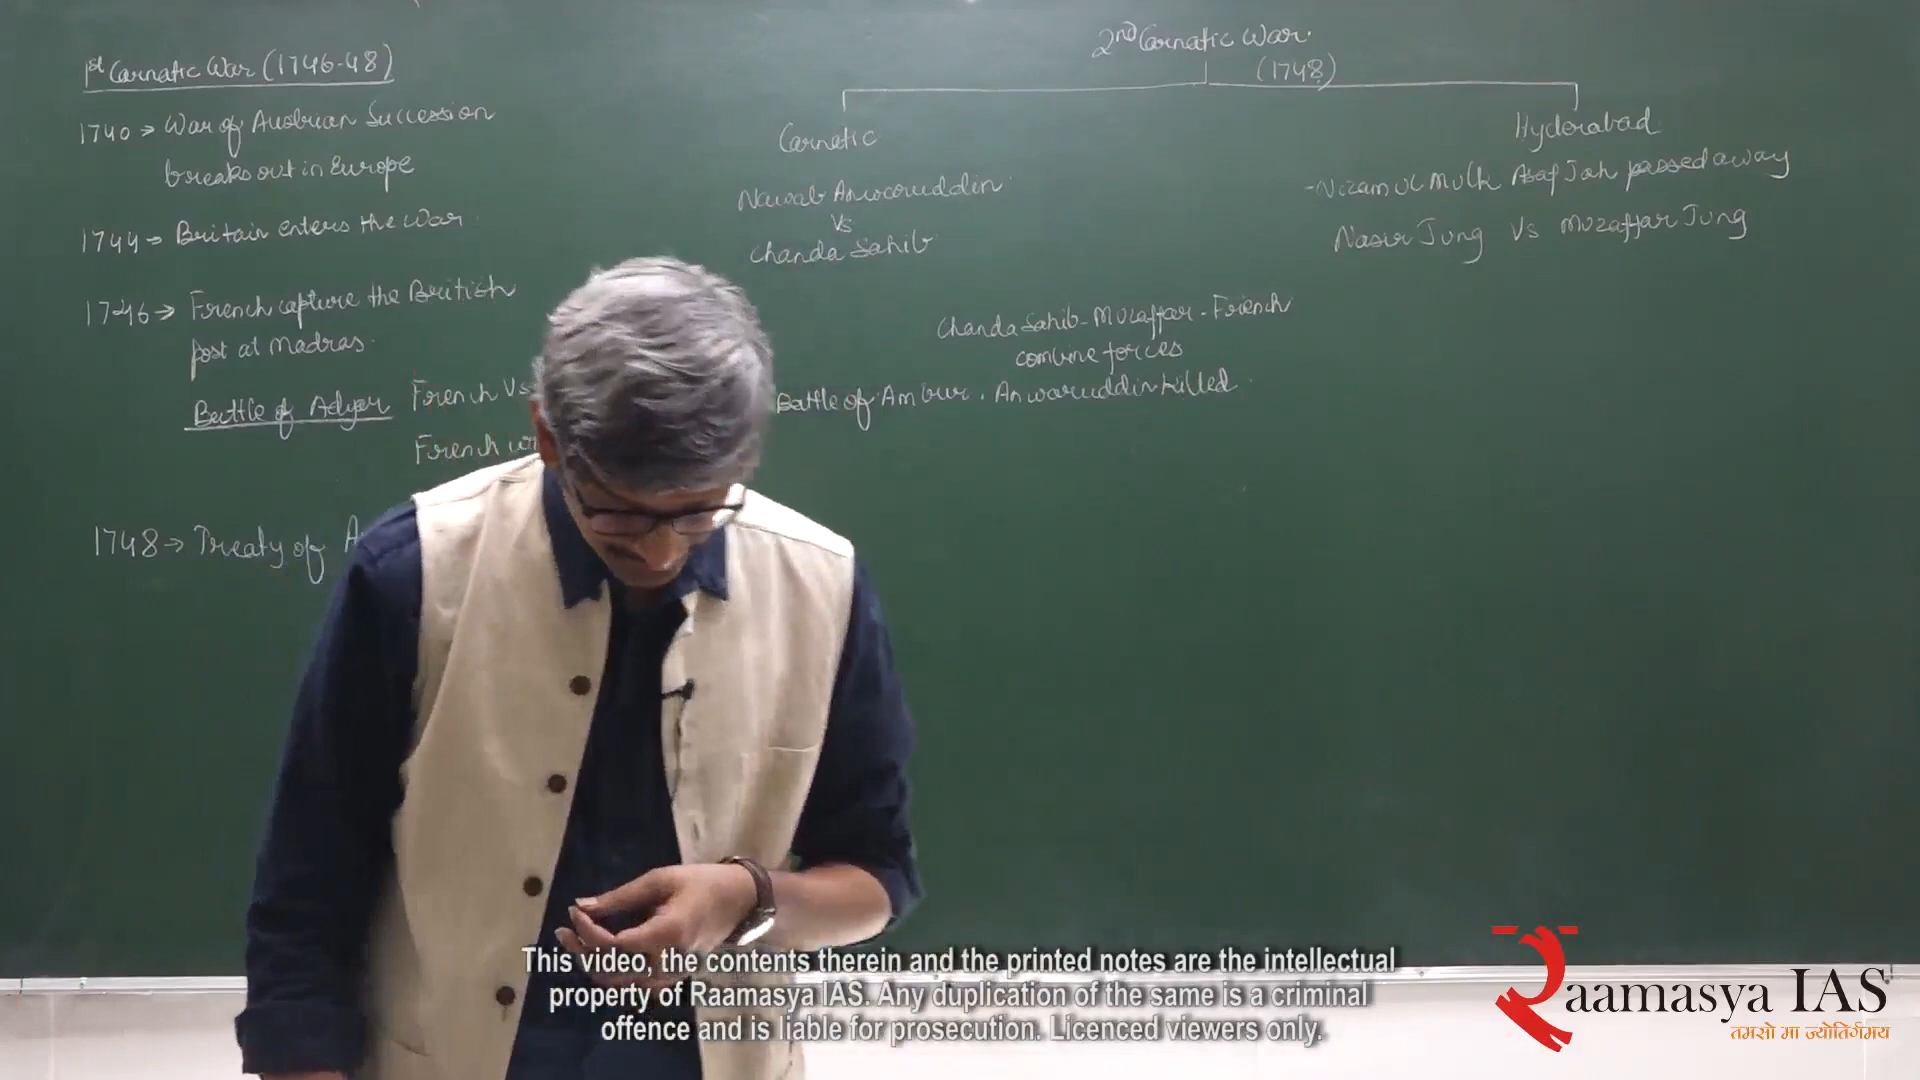 1st Carnatic War (1746-48)
1740 → War of Austrian Succession
breaks out in Europe
1744 → Britain enters the War
1746 → French capture the British
post at Madras.
Battle of Adyar French Vs
French
1748 → Treaty of
2nd Carnatic War.
(1748)
Carnatic
Nawab Anwaruddin
Vs
Chanda Sahib
Hyderabad
-Nizam Ul Mulk Asaf Jah passed away
Nasir Jung Vs Muzaffar Jung
Chanda Sahib - Muzaffar - French
combine forces
Battle of Ambur. Anwaruddin killed.
This video, the contents therein and the printed notes are the intellectual
property of Raamasya IAS. Any duplication of the same is a criminal
offence and is liable for prosecution. Licenced viewers only.
Raamasya IAS
तमसो मा ज्योतिर्गमय